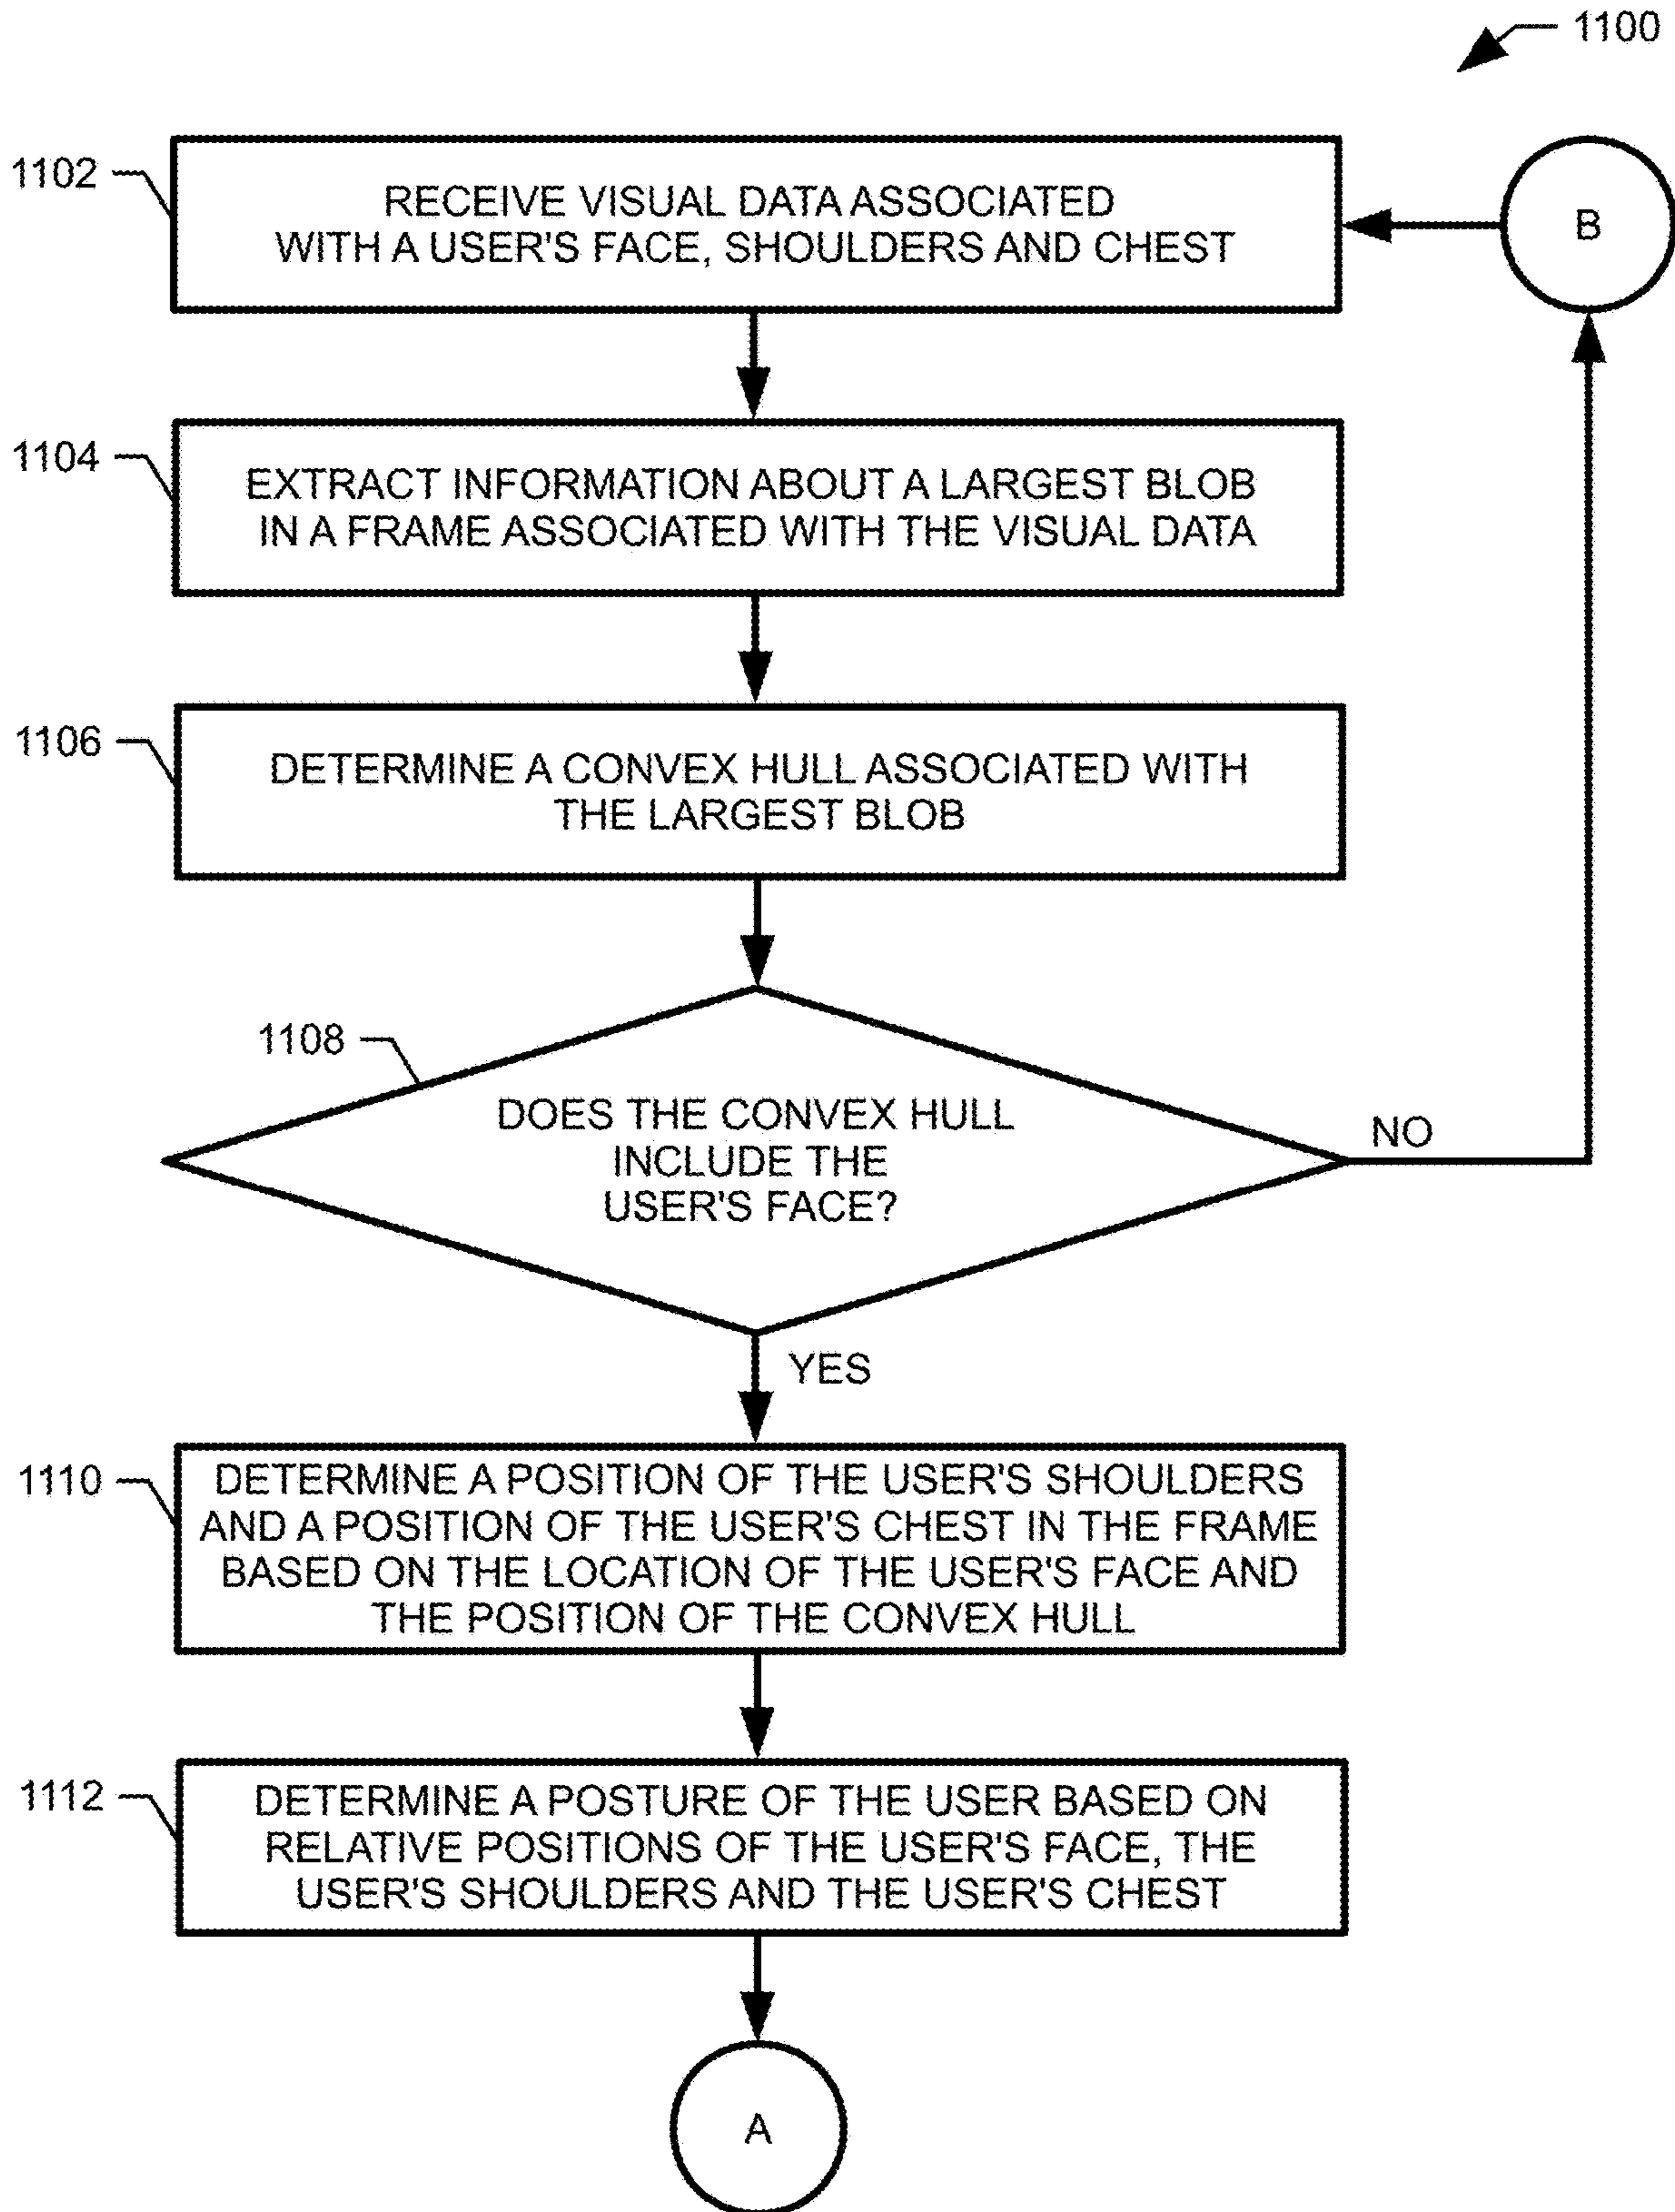 1100
1102
RECEIVE VISUAL DATA ASSOCIATED
WITH A USER'S FACE, SHOULDERS AND CHEST
B
1104
EXTRACT INFORMATION ABOUT A LARGEST BLOB
IN A FRAME ASSOCIATED WITH THE VISUAL DATA
1106
DETERMINE A CONVEX HULL ASSOCIATED WITH
THE LARGEST BLOB
1108
DOES THE CONVEX HULL
INCLUDE THE
USER'S FACE?
NO
YES
1110
DETERMINE A POSITION OF THE USER'S SHOULDERS
AND A POSITION OF THE USER'S CHEST IN THE FRAME
BASED ON THE LOCATION OF THE USER'S FACE AND
THE POSITION OF THE CONVEX HULL
1112
DETERMINE A POSTURE OF THE USER BASED ON
RELATIVE POSITIONS OF THE USER'S FACE, THE
USER'S SHOULDERS AND THE USER'S CHEST
A